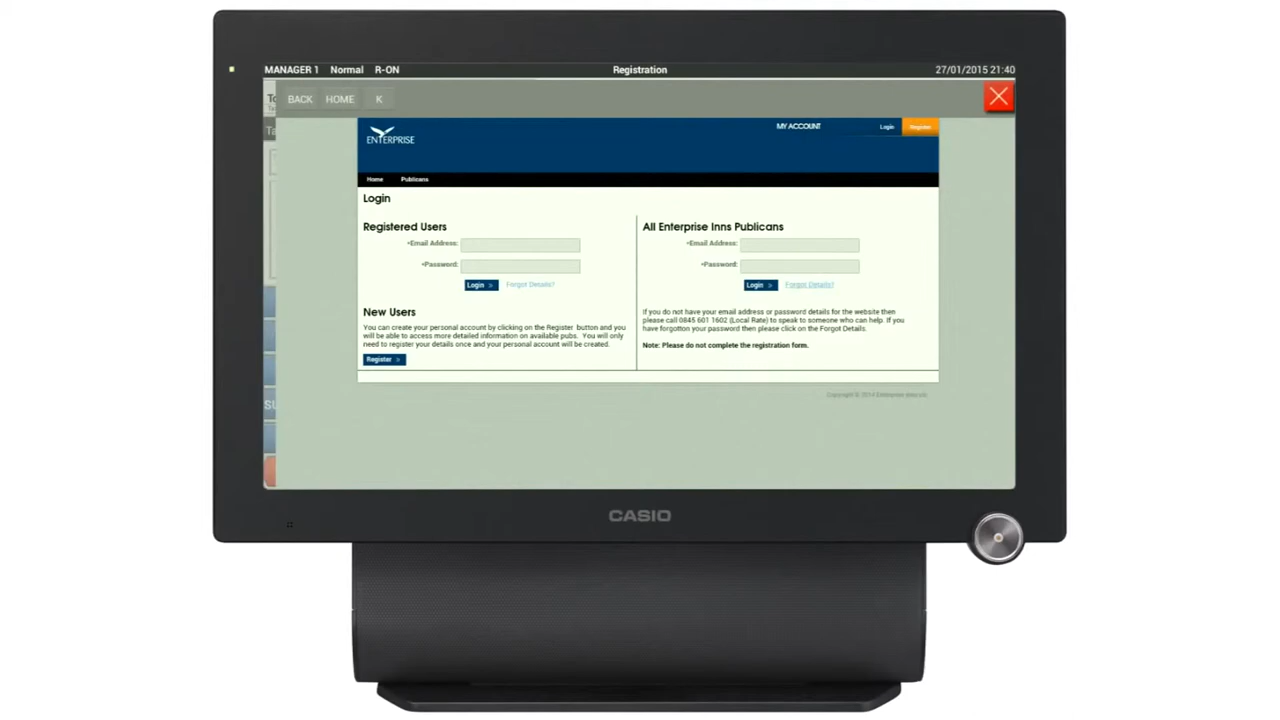 MANAGER 1 Normal R-ON Registration 27/01/2015 21:40
BACK HOME K
ENTERPRISE
MY ACCOUNT Login Register
Home Publicans
Login
Registered Users
*Email Address:
*Password:
Login > Forgot Details?
New Users
You can create your personal account by clicking on the Register button and you
will be able to access more detailed information on available pubs. You will only
need to register your details once and your personal account will be created.
Register >
All Enterprise Inns Publicans
*Email Address:
*Password:
Login > Forgot Details?
If you do not have your email address or password details for the website then
please call 0845 601 1602 (Local Rate) to speak to someone who can help. If you
have forgotton your password then please click on the Forgot Details.
Note: Please do not complete the registration form.
Copyright © 2014 Enterprise
CASIO